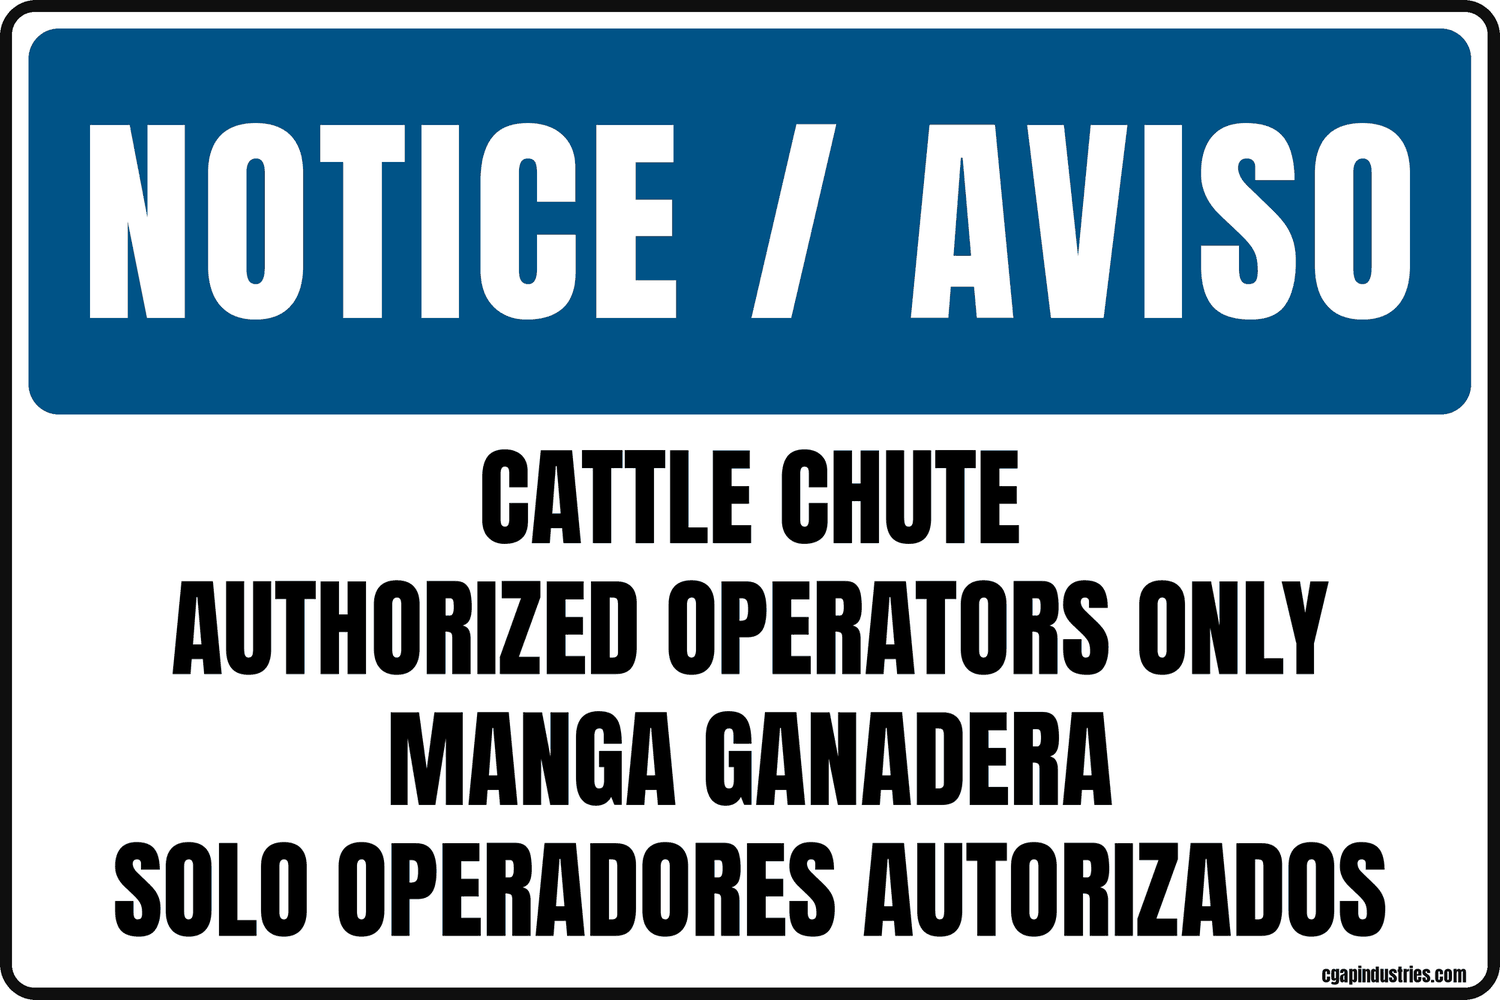 NOTICE / AVISO
CATTLE CHUTE
AUTHORIZED OPERATORS ONLY
MANGA GANADERA
SOLO OPERADORES AUTORIZADOS
cgapindustries.com